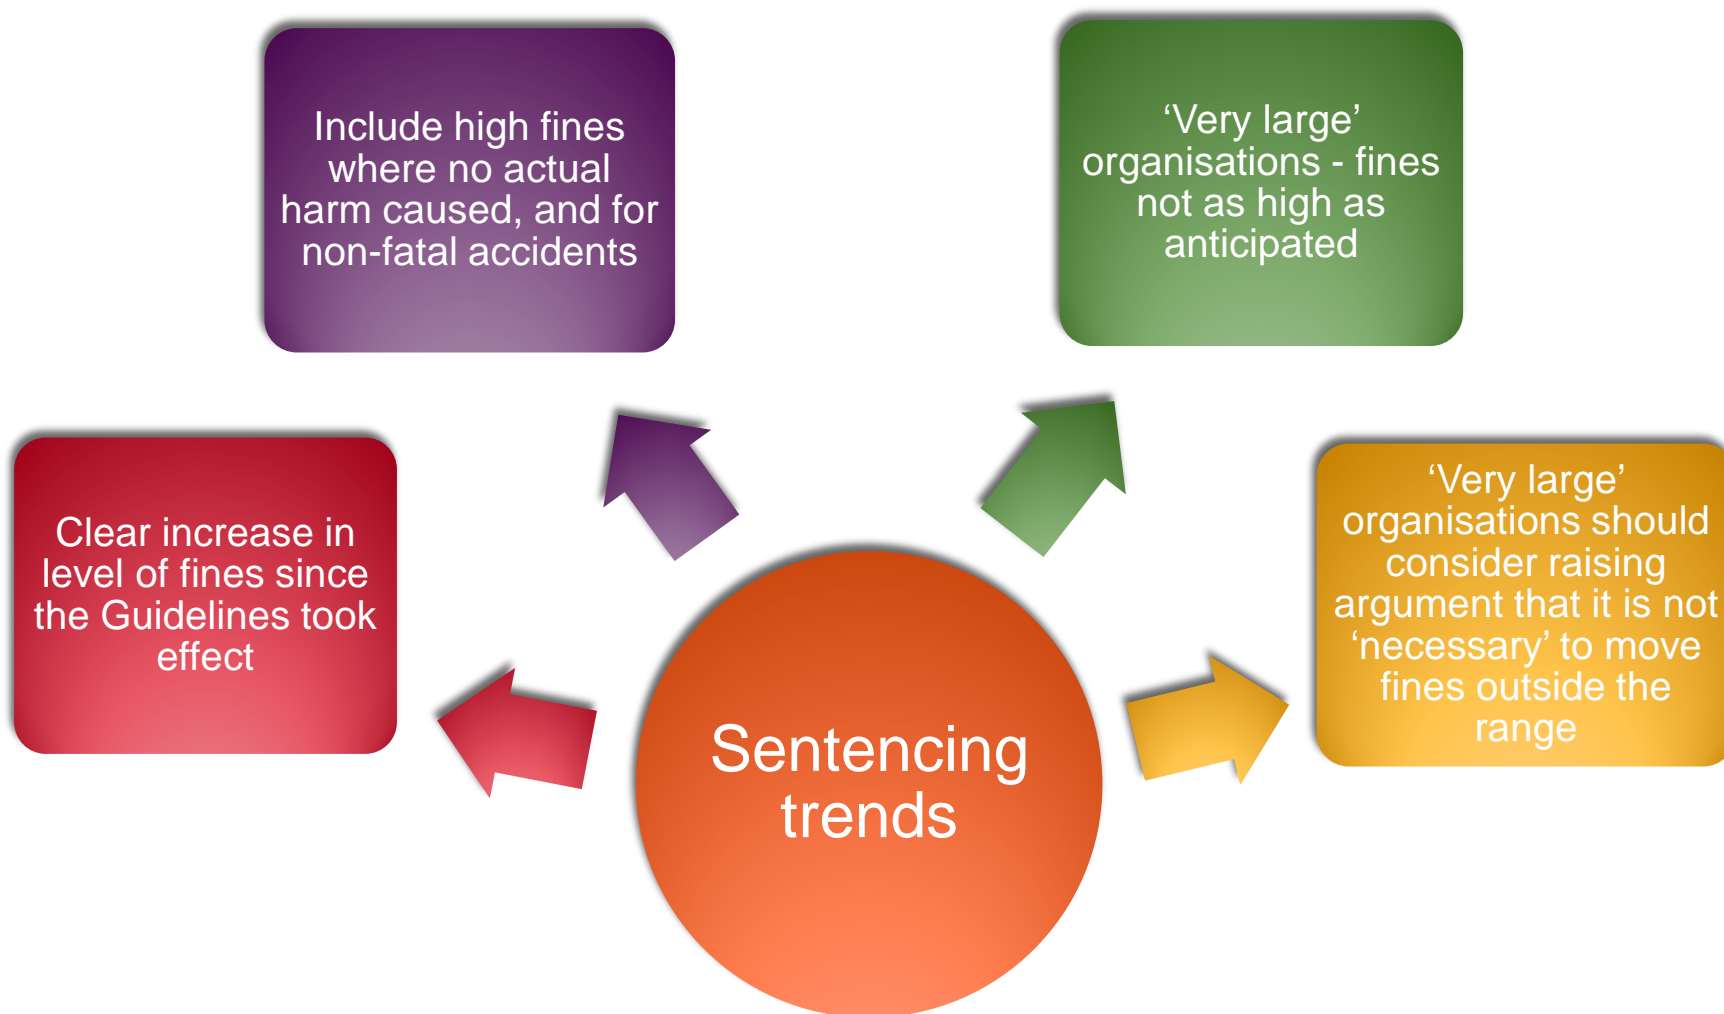 Include high fines
where no actual
harm caused, and for
non-fatal accidents
‘Very large’
organisations - fines
not as high as
anticipated
Clear increase in
level of fines since
the Guidelines took
effect
‘Very large’
organisations should
consider raising
argument that it is not
‘necessary’ to move
fines outside the
range
Sentencing
trends